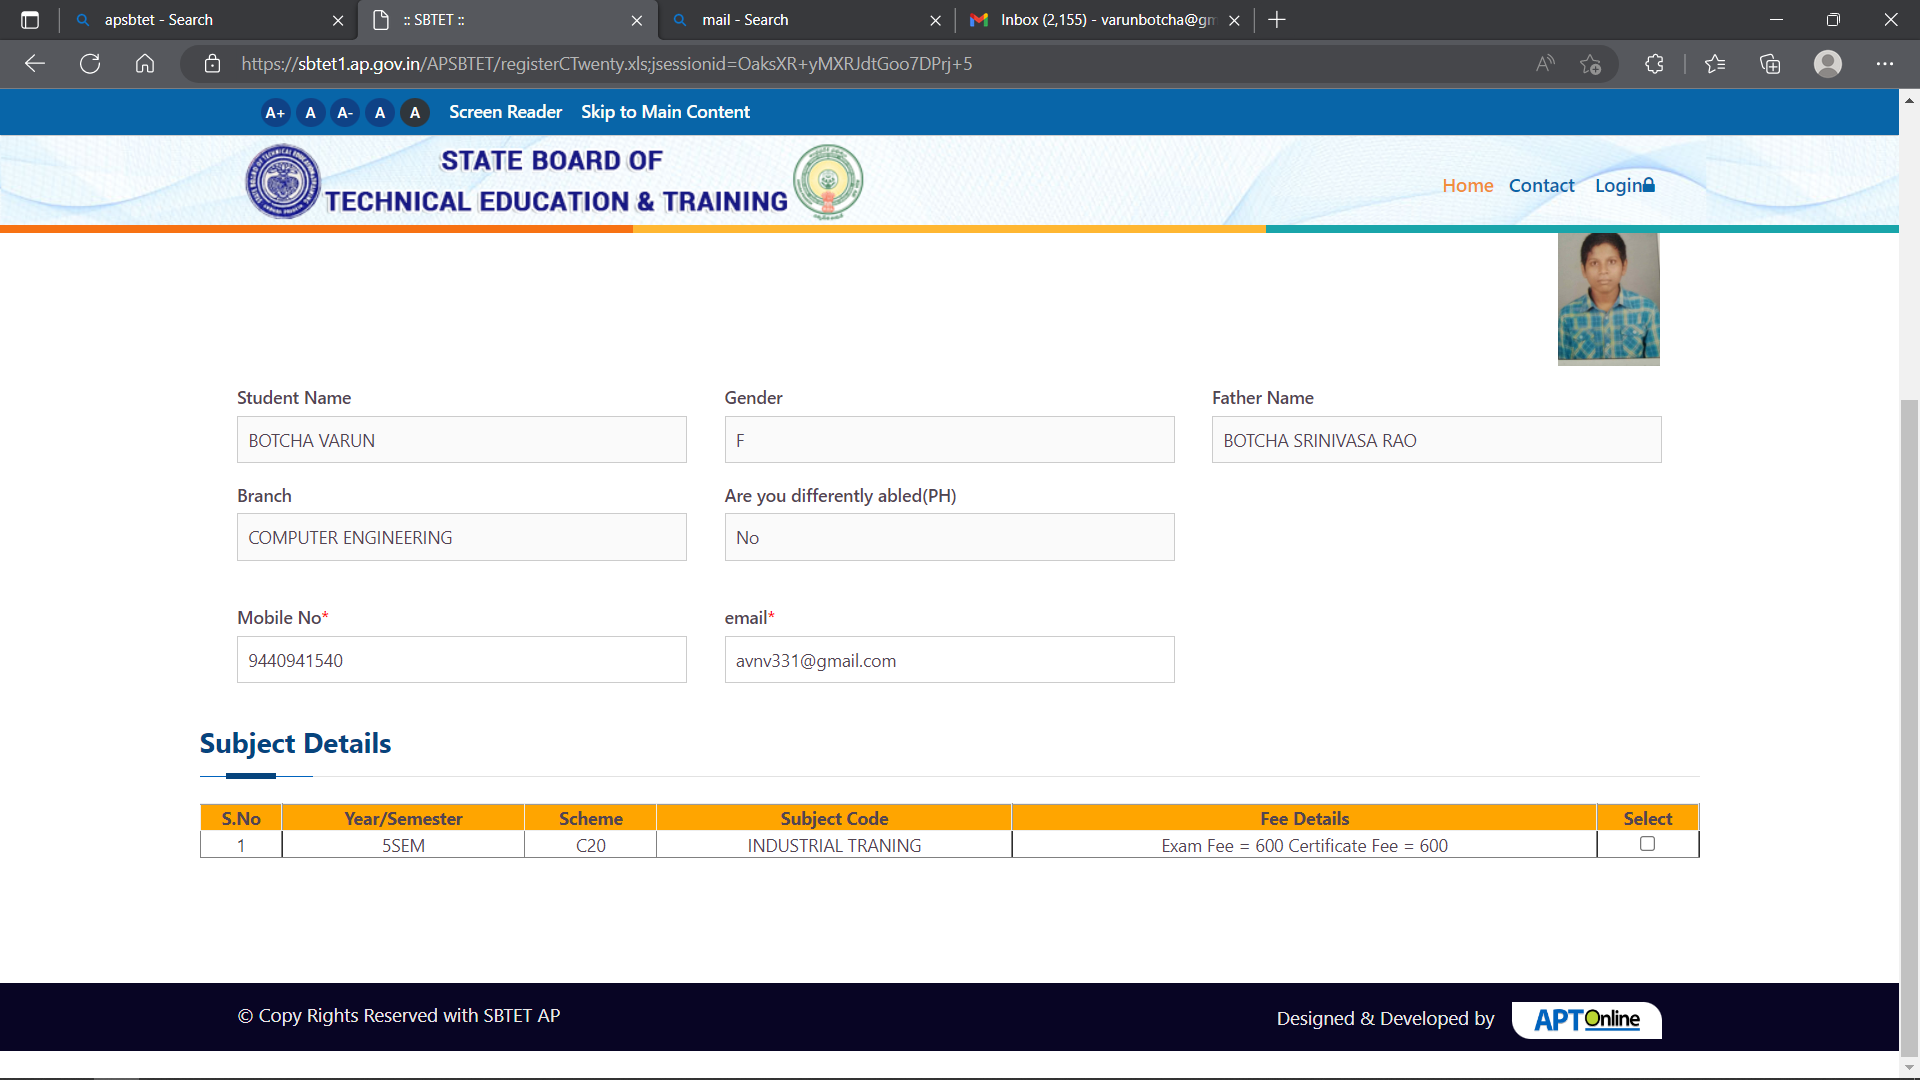 apsbtet - Search
:: SBTET ::
mail - Search
Inbox (2,155) - varunbotcha@gm
https://sbtet1.ap.gov.in/APSBTET/registerCTwenty.xls;jsessionid=OaksXR+yMXRJdtGoo7DPrj+5
A+ A A- A A Screen Reader Skip to Main Content
STATE BOARD OF
TECHNICAL EDUCATION & TRAINING
Home Contact Login
Student Name Gender Father Name
BOTCHA VARUN F BOTCHA SRINIVASA RAO
Branch Are you differently abled(PH)
COMPUTER ENGINEERING No
Mobile No* email*
9440941540 avnv331@gmail.com
Subject Details
S.No Year/Semester Scheme Subject Code Fee Details Select
1 5SEM C20 INDUSTRIAL TRANING Exam Fee = 600 Certificate Fee = 600
© Copy Rights Reserved with SBTET AP
Designed & Developed by APTOnline